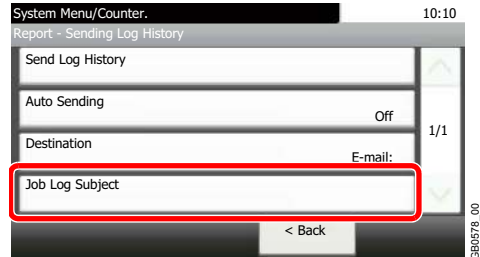 System Menu/Counter.
10:10
Report - Sending Log History
Send Log History
Auto Sending
Off
1/1
Destination
E-mail:
Job Log Subject
< Back
GB0578_00